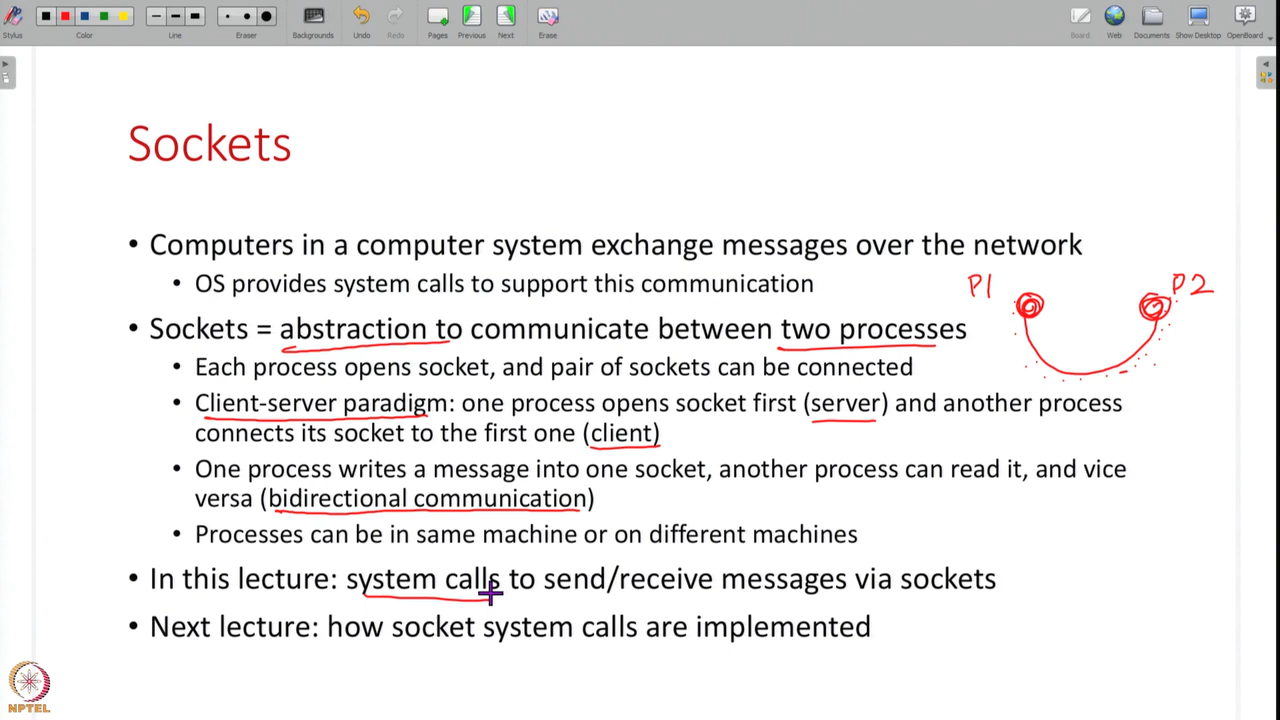 Stylus
Color
Line
Eraser
Backgrounds
Undo
Redo
Pages
Previous
Next
Erase
Board
Web
Documents
Show Desktop
OpenBoard
Sockets
• Computers in a computer system exchange messages over the network
• OS provides system calls to support this communication
P1
P2
• Sockets = abstraction to communicate between two processes
• Each process opens socket, and pair of sockets can be connected
• Client-server paradigm: one process opens socket first (server) and another process
connects its socket to the first one (client)
• One process writes a message into one socket, another process can read it, and vice
versa (bidirectional communication)
• Processes can be in same machine or on different machines
• In this lecture: system calls to send/receive messages via sockets
• Next lecture: how socket system calls are implemented
NPTEL